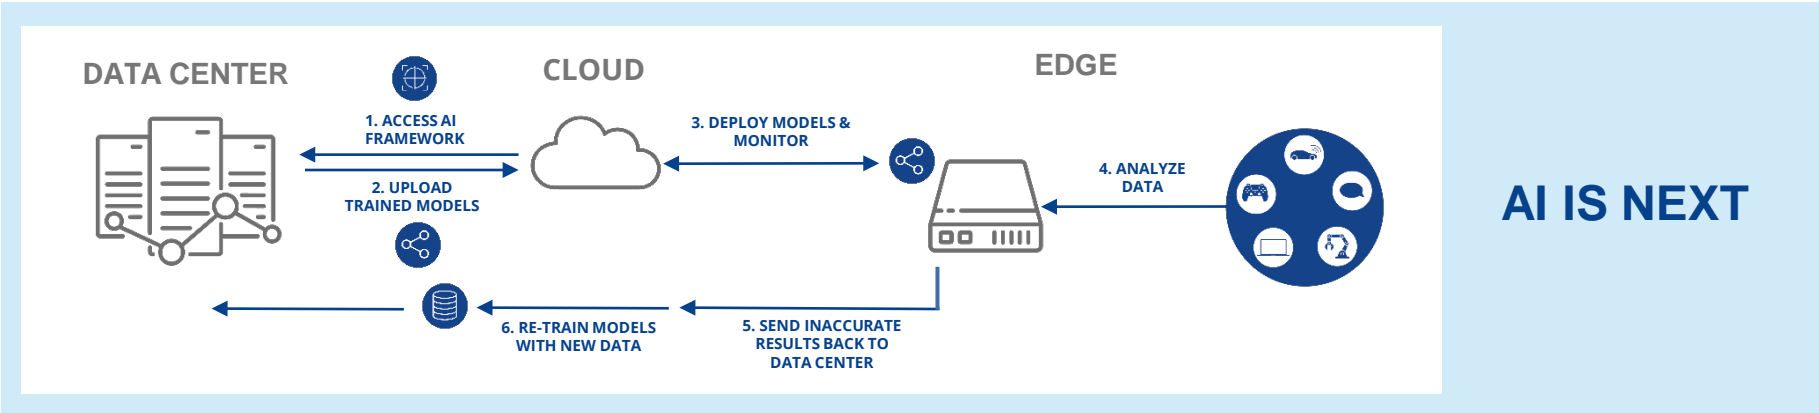 DATA CENTER
CLOUD
EDGE
1. ACCESS AI
FRAMEWORK
2. UPLOAD
TRAINED MODELS
3. DEPLOY MODELS &
MONITOR
4. ANALYZE
DATA
5. SEND INACCURATE
RESULTS BACK TO
DATA CENTER
6. RE-TRAIN MODELS
WITH NEW DATA
AI IS NEXT